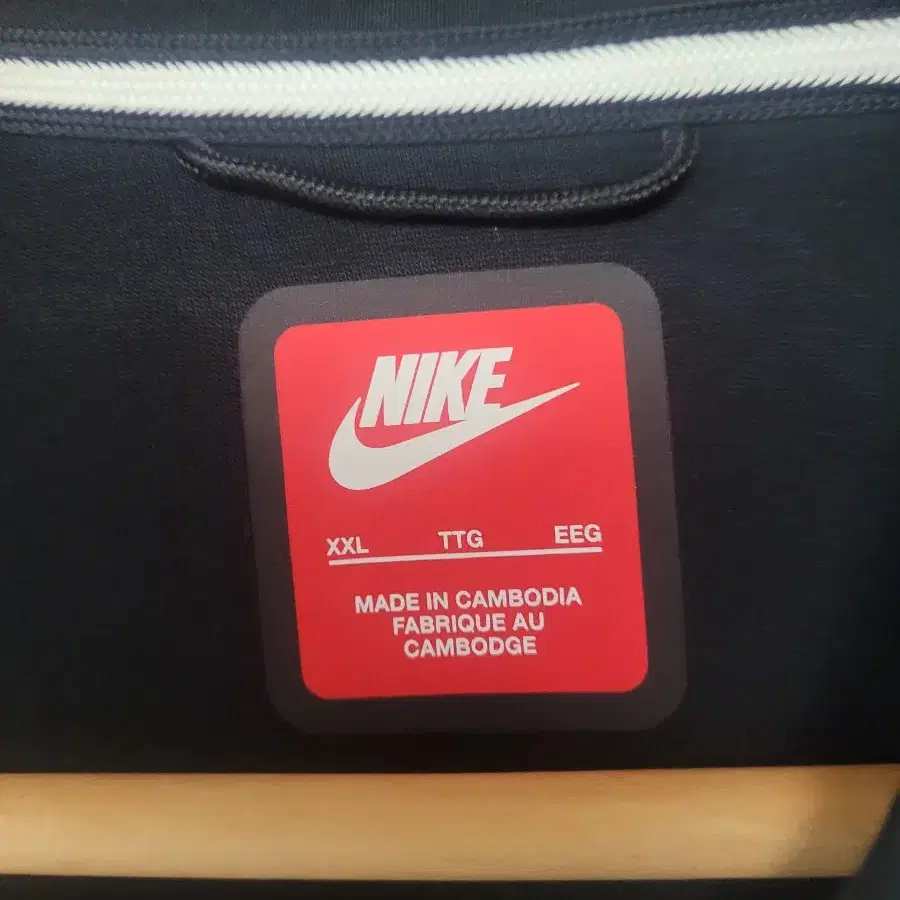 NIKE
XXL TTG EEG
MADE IN CAMBODIA
FABRIQUE AU
CAMBODGE